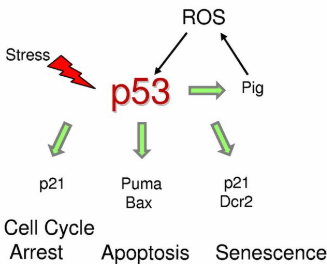 ROS
Stress
p53
Pig
p21
Puma
Bax
p21
Dcr2
Cell Cycle
Arrest
Apoptosis
Senescence